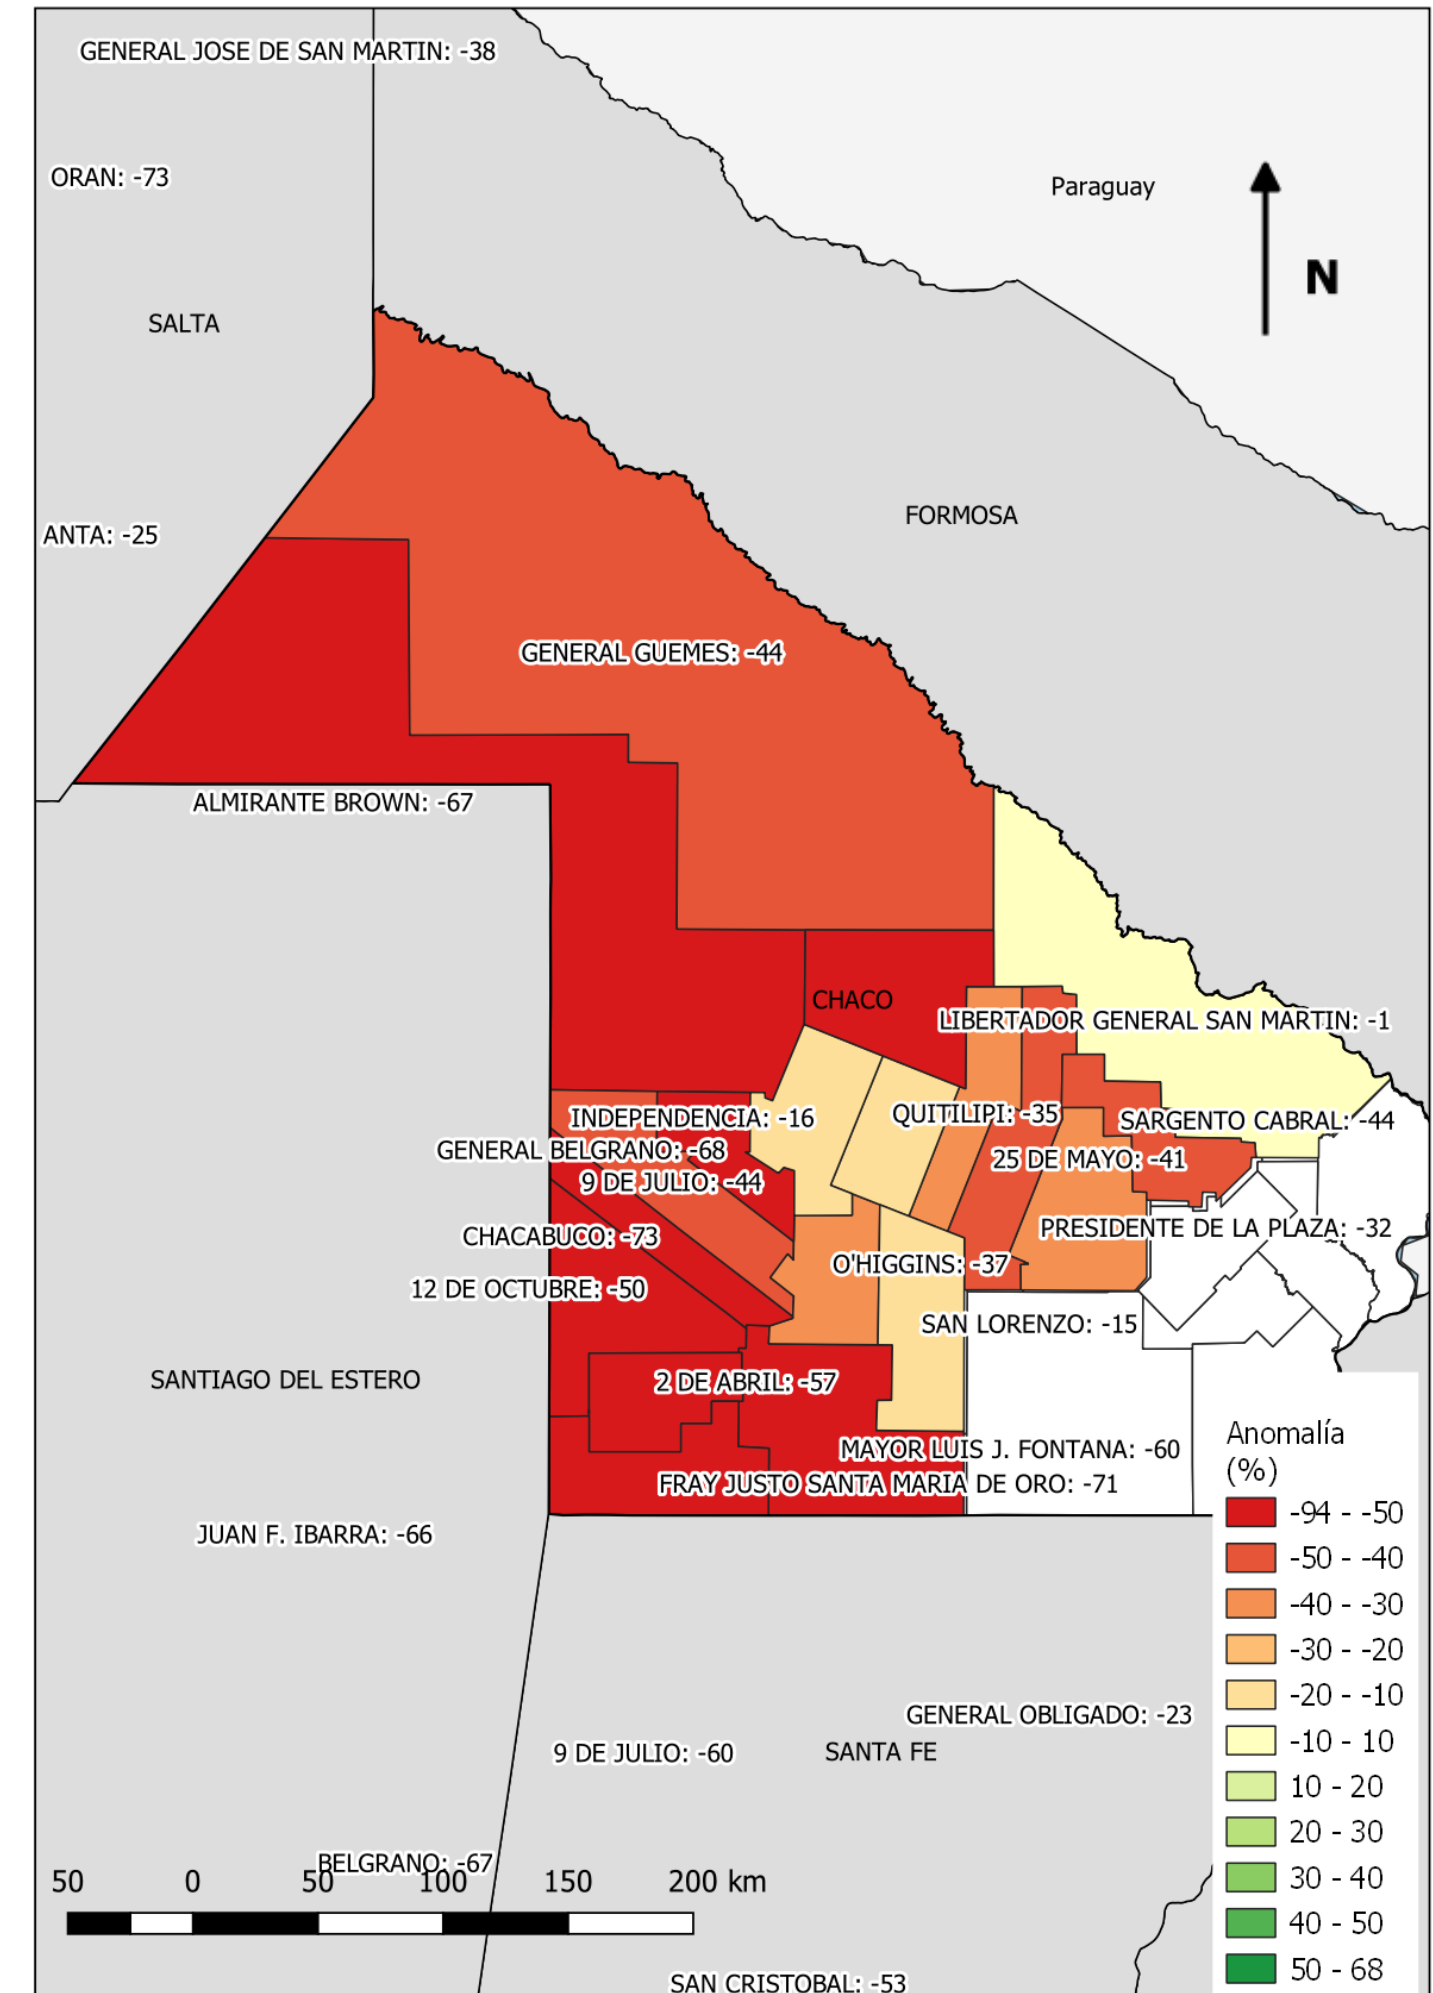 GENERAL JOSE DE SAN MARTIN: -38
ORAN: -73
Paraguay
N
SALTA
FORMOSA
ANTA: -25
GENERAL GUEMES: -44
ALMIRANTE BROWN: -67
CHACO
LIBERTADOR GENERAL SAN MARTIN: -1
INDEPENDENCIA: -16
QUITILIPI: -35
SARGENTO CABRAL: -44
GENERAL BELGRANO: -68
25 DE MAYO: -41
9 DE JULIO: -44
PRESIDENTE DE LA PLAZA: -32
CHACABUCO: -73
O'HIGGINS: -37
12 DE OCTUBRE: -50
SAN LORENZO: -15
SANTIAGO DEL ESTERO
2 DE ABRIL: -57
MAYOR LUIS J. FONTANA: -60
FRAY JUSTO SANTA MARIA DE ORO: -71
JUAN F. IBARRA: -66
GENERAL OBLIGADO: -23
9 DE JULIO: -60
SANTA FE
BELGRANO: -67
50 0 50 100 150 200 km
SAN CRISTOBAL: -53
Anomalía
(%)
-94 - -50
-50 - -40
-40 - -30
-30 - -20
-20 - -10
-10 - 10
10 - 20
20 - 30
30 - 40
40 - 50
50 - 68